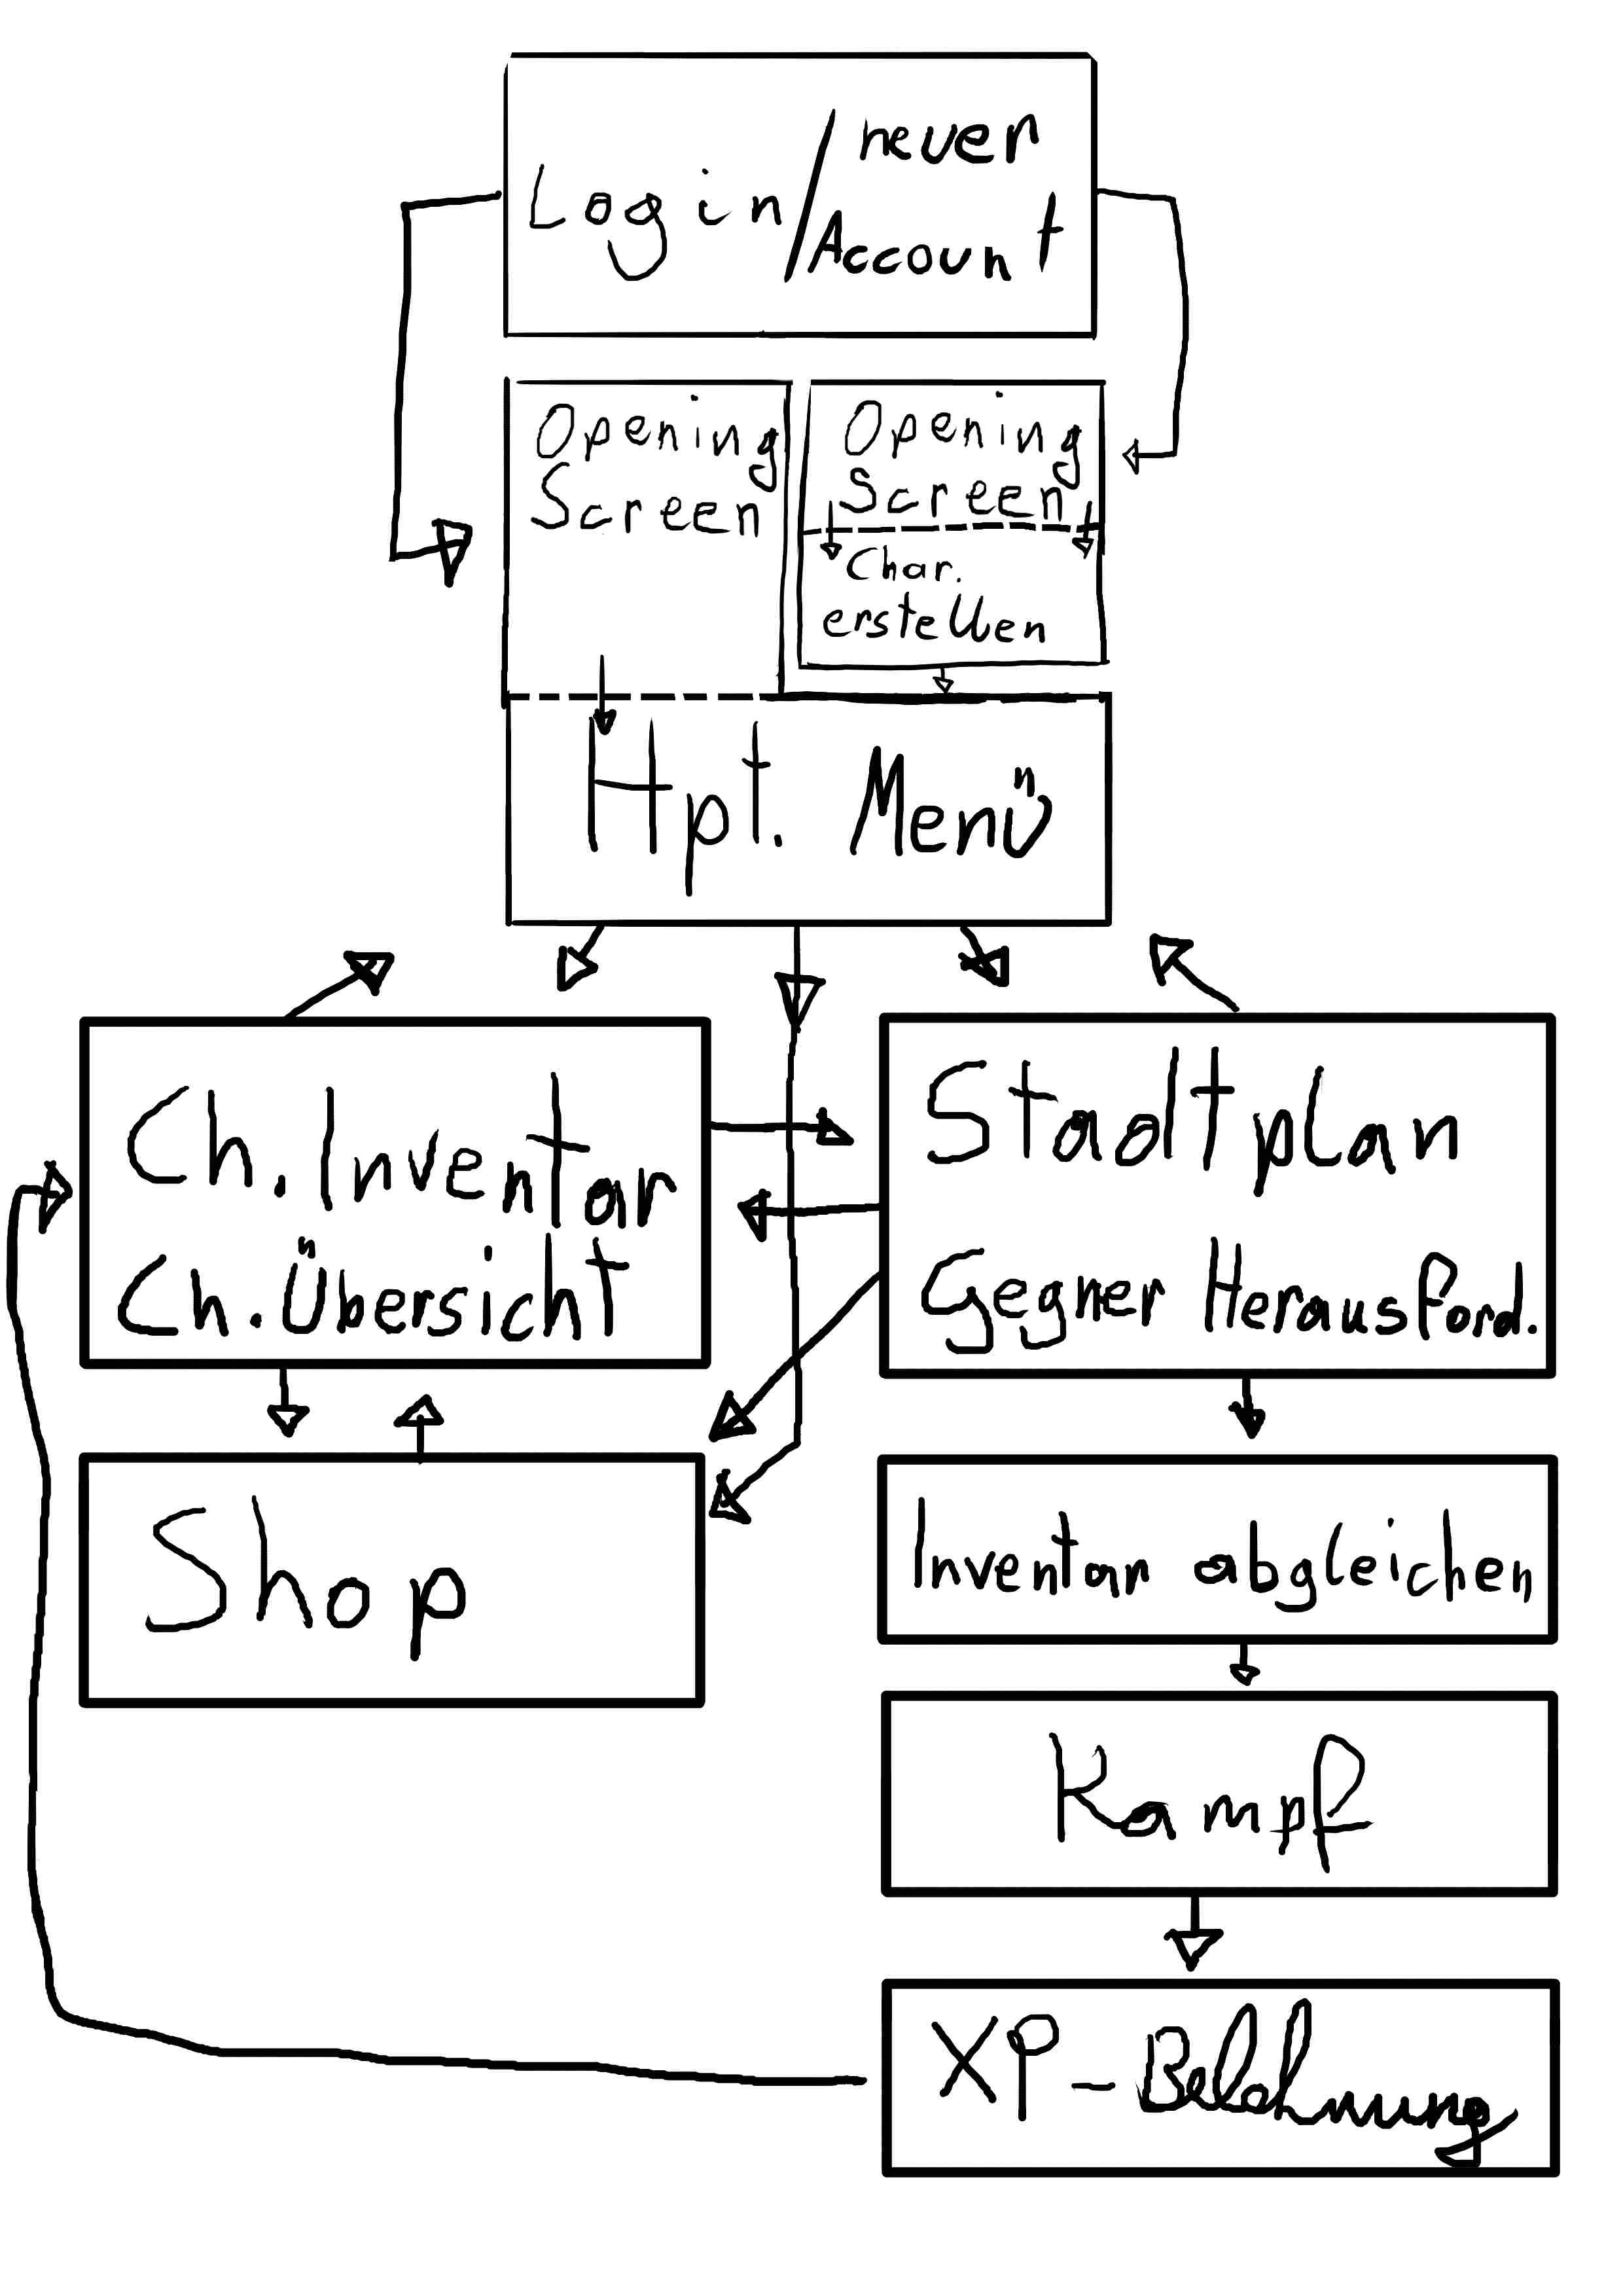 Login/neuer
Account
Opening
Screen
Opening
Screen
Char.
erstellen
Hpt. Menü
Ch. Inventar
Ch. Übersicht
Stadtplan
Gegner Herausford.
Shop
Inventar abgleichen
Kampf
XP-Belohnung